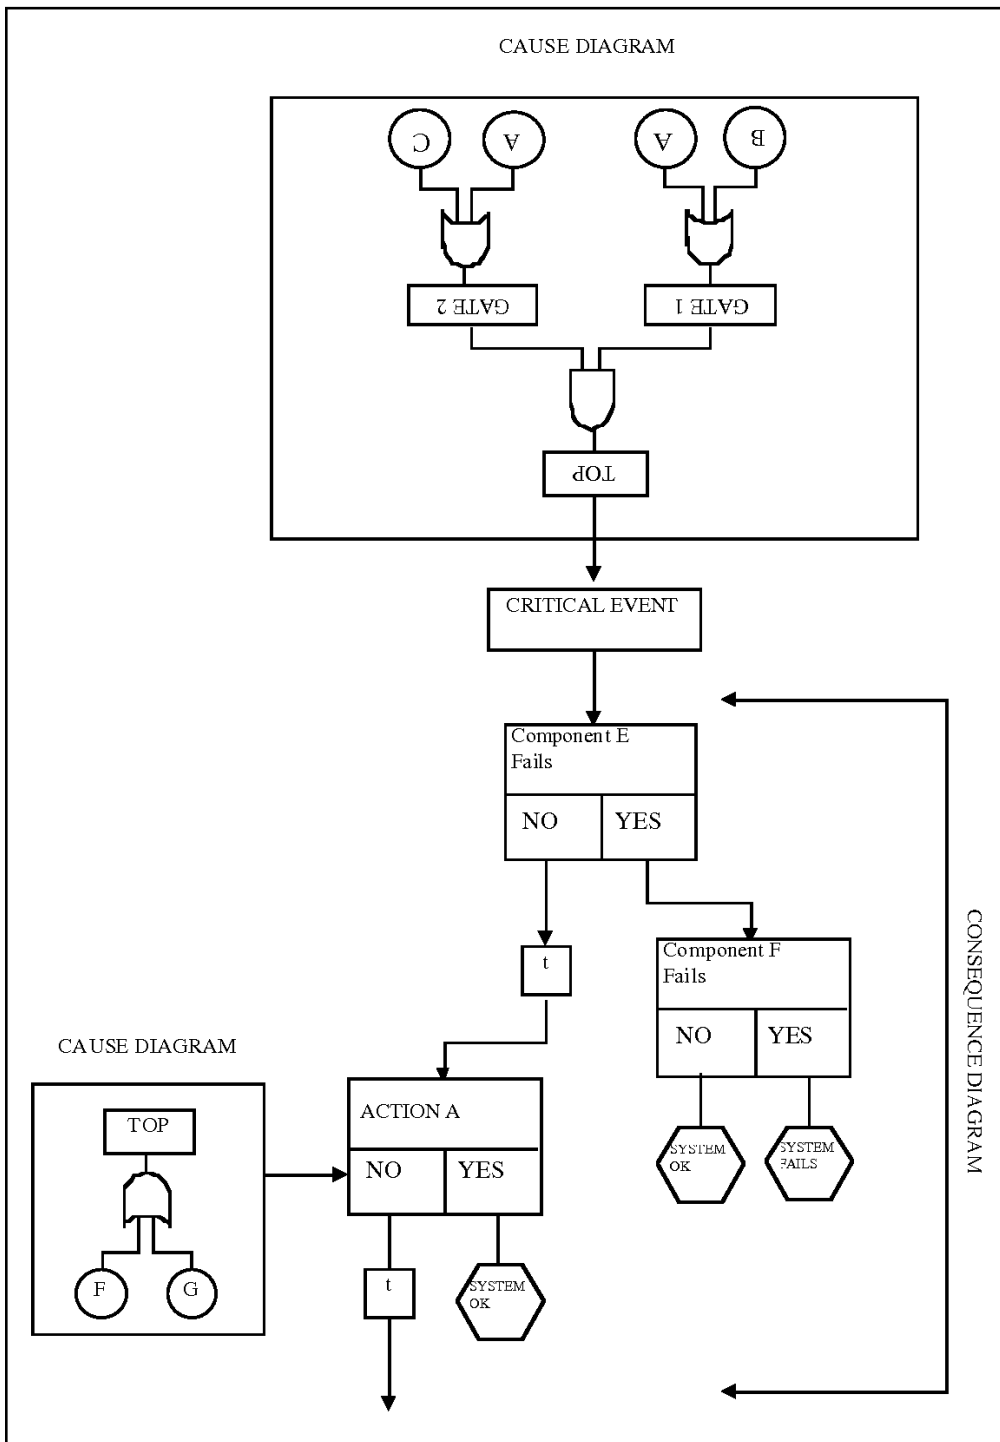 CAUSE DIAGRAM
C
A
A
B
GATE 2
GATE 1
TOP
CRITICAL EVENT
Component E
Fails
NO
YES
t
Component F
Fails
NO
YES
CONSEQUENCE DIAGRAM
SYSTEM
OK
SYSTEM
FAILS
CAUSE DIAGRAM
TOP
F
G
ACTION A
NO
YES
t
SYSTEM
OK